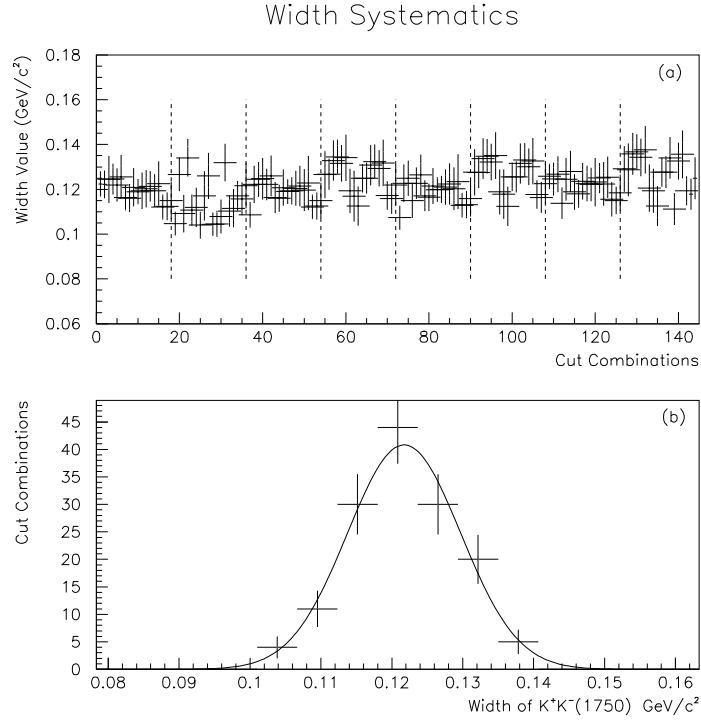 Width Systematics
Width Value (GeV/c²)
(a)
0.18
0.16
0.14
0.12
0.1
0.08
0.06
0 20 40 60 80 100 120 140
Cut Combinations
Cut Combinations
(b)
45
40
35
30
25
20
15
10
5
0
0.08 0.09 0.1 0.11 0.12 0.13 0.14 0.15 0.16
Width of K⁺K⁻(1750) GeV/c²